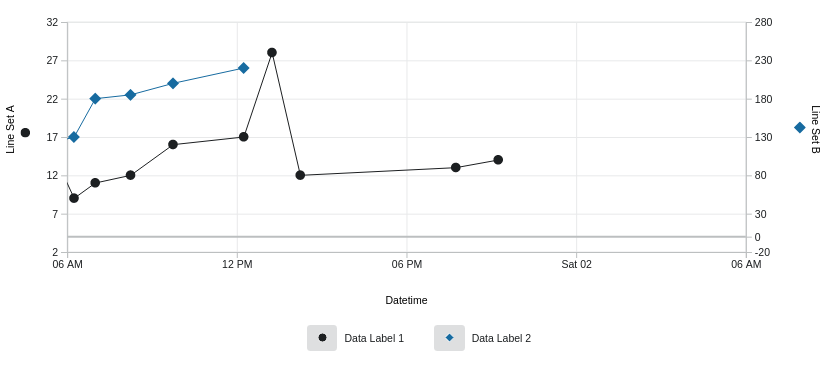 32
27
22
17
12
7
2
Line Set A
280
230
180
130
80
30
0
-20
Line Set B
06 AM
12 PM
06 PM
Sat 02
06 AM
Datetime
Data Label 1
Data Label 2